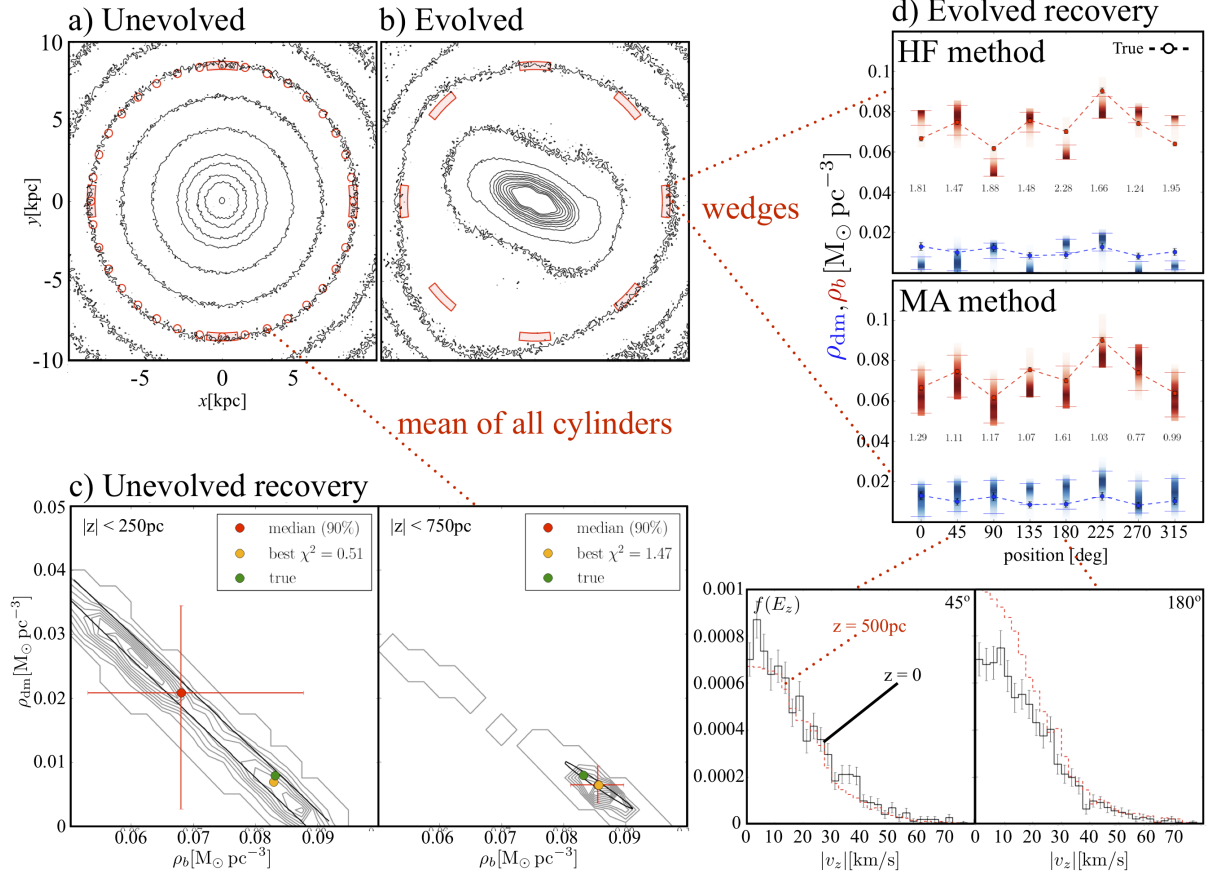 a) Unevolved
b) Evolved
d) Evolved recovery
10
5
0
-5
-10
y[kpc]
-5 0 5
x[kpc]
HF method
True
0.1
0.08
0.06
0.04
0.02
1.81 1.47 1.88 1.48 2.28 1.66 1.24 1.95
wedges
ρdm, ρb [M⊙ pc−3]
MA method
0.1
0.08
0.06
0.04
0.02
1.29 1.11 1.17 1.07 1.61 1.03 0.77 0.99
0 45 90 135 180 225 270 315
position [deg]
mean of all cylinders
c) Unevolved recovery
0.05
0.04
0.03
0.02
0.01
0
ρdm[M⊙ pc−3]
|z| < 250pc
median (90%)
best χ² = 0.51
true
|z| < 750pc
median (90%)
best χ² = 1.47
true
0.06 0.07 0.08 0.09
0.06 0.07 0.08 0.09
ρb[M⊙ pc−3]
ρb[M⊙ pc−3]
0.001
0.0008
0.0006
0.0004
0.0002
0
f(Ez)
45º
z = 500pc
z = 0
180º
0 10 20 30 40 50 60 70
0 10 20 30 40 50 60 70
|vz|[km/s]
|vz|[km/s]